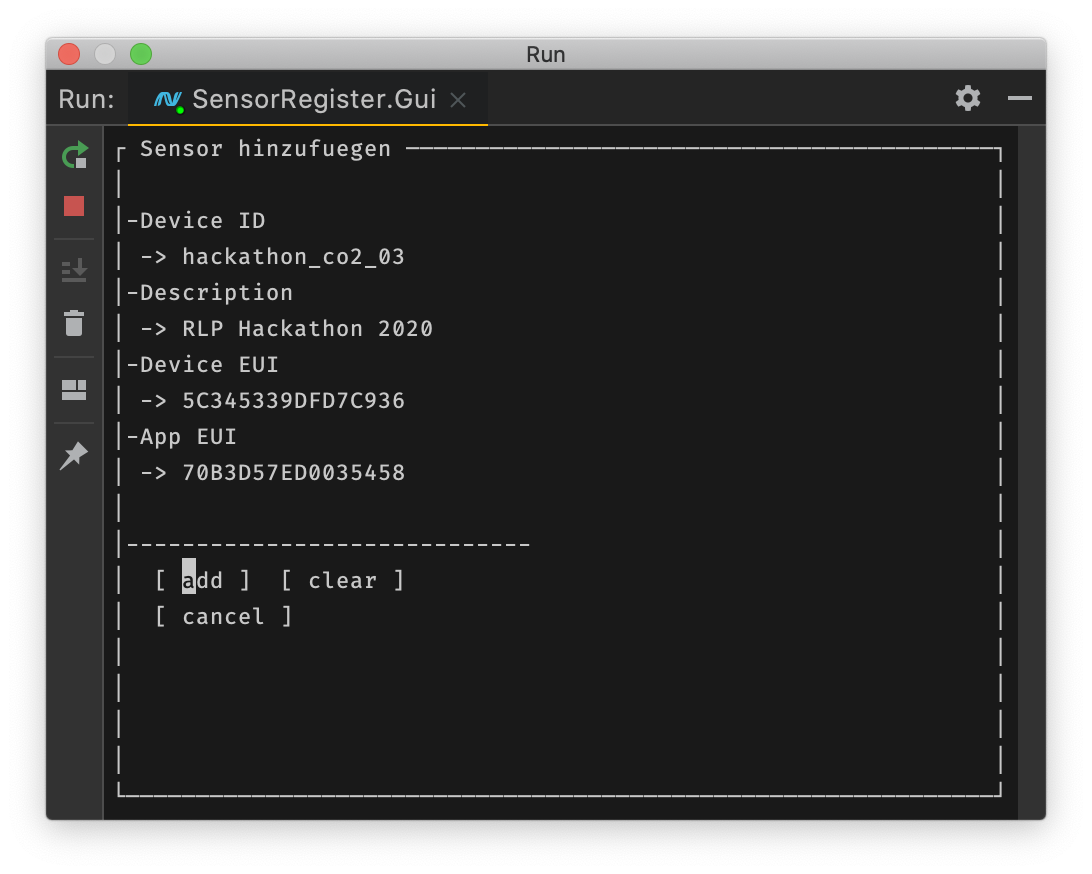 Run
Run: SensorRegister.Gui
Sensor hinzufuegen
-Device ID
-> hackathon_co2_03
-Description
-> RLP Hackathon 2020
-Device EUI
-> 5C345339DFD7C936
-App EUI
-> 70B3D57ED0035458
-----------------------------
[ add ] [ clear ]
[ cancel ]